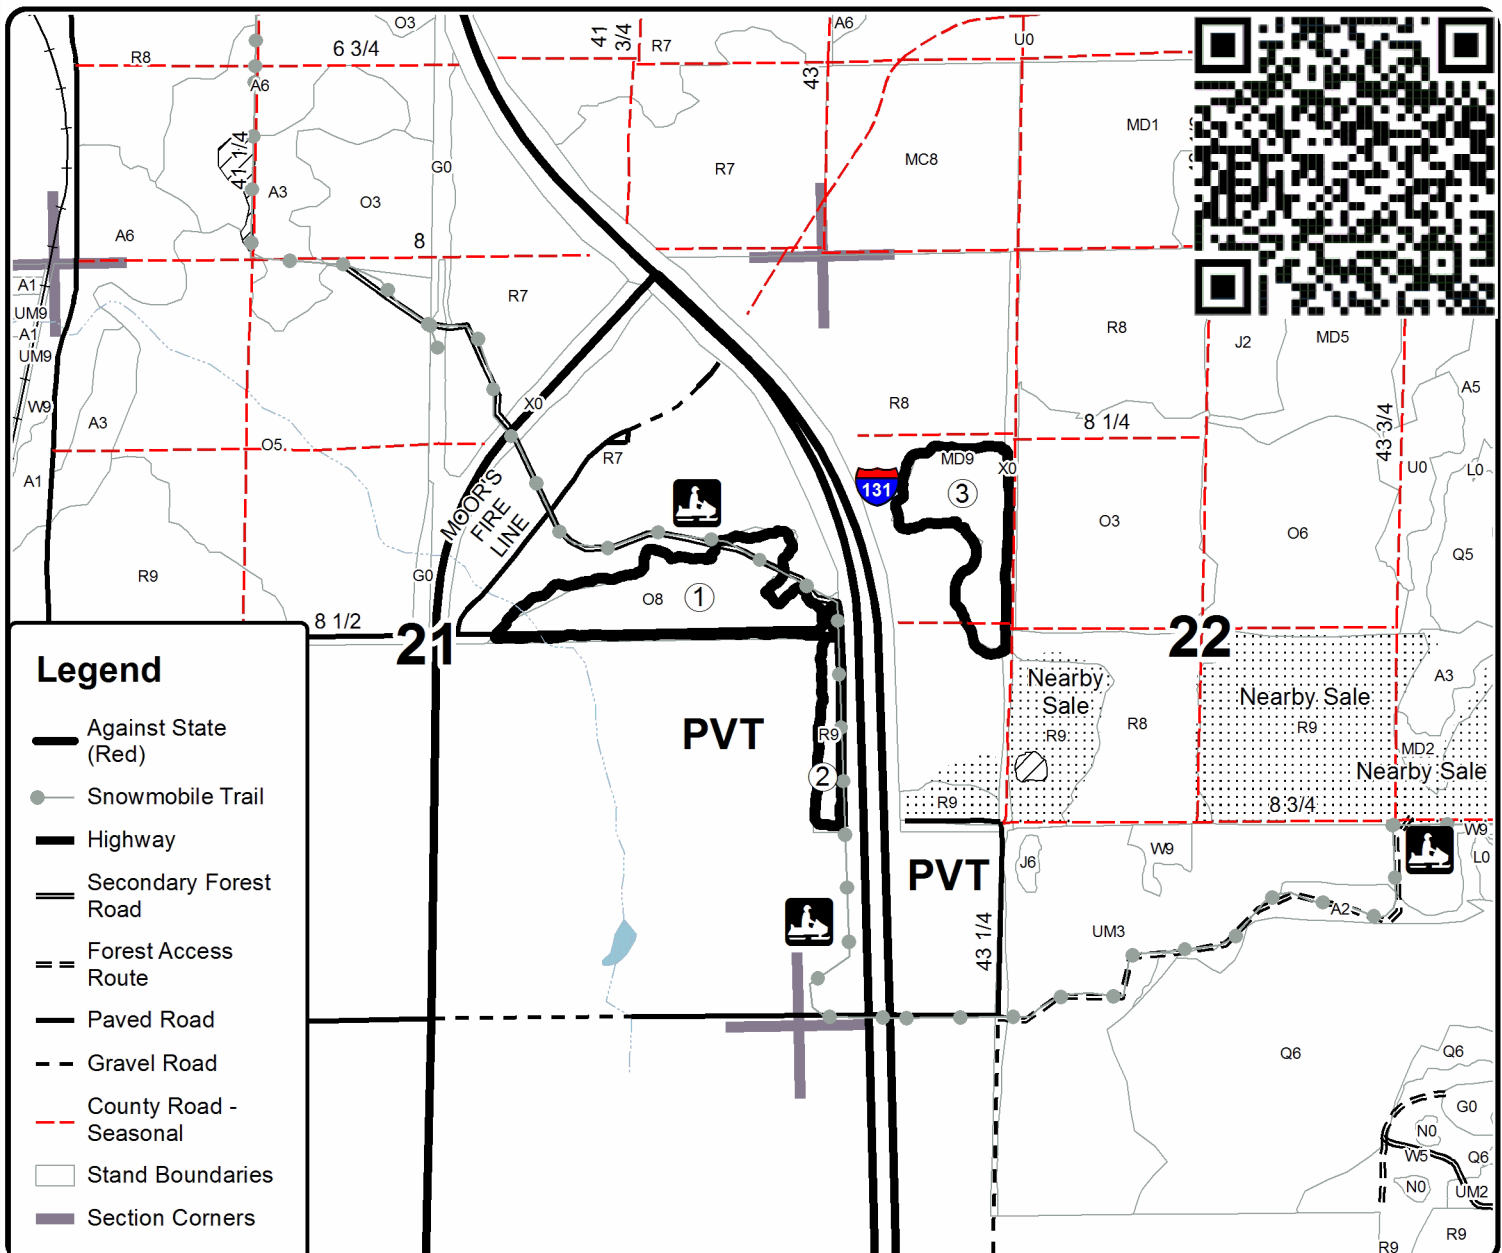 O3
A6
U0
R8
6 3/4
41
3/4
R7
43
A6
MD1
41 1/4
G0
R7
MC8
A3
O3
A6
8
A1
UM9
A1
UM9
W9
R7
R8
J2
MD5
A5
X0
R8
8 1/4
43 3/4
A3
O5
R7
MD9
X0
U0
L0
A1
131
3
MOOR'S
FIRE
LINE
O3
O6
Q5
R9
G0
O8
1
8 1/2
21
22
Nearby
Sale
R9
R8
Nearby Sale
R9
A3
MD2
Nearby Sale
PVT
R9
2
R9
8 3/4
W9
L0
PVT
J6
W9
43 1/4
UM3
A2
Q6
Q6
G0
N0
W5
Q6
N0
UM2
R9
R9
Legend
Against State
(Red)
Snowmobile Trail
Highway
Secondary Forest
Road
Forest Access
Route
Paved Road
Gravel Road
County Road -
Seasonal
Stand Boundaries
Section Corners